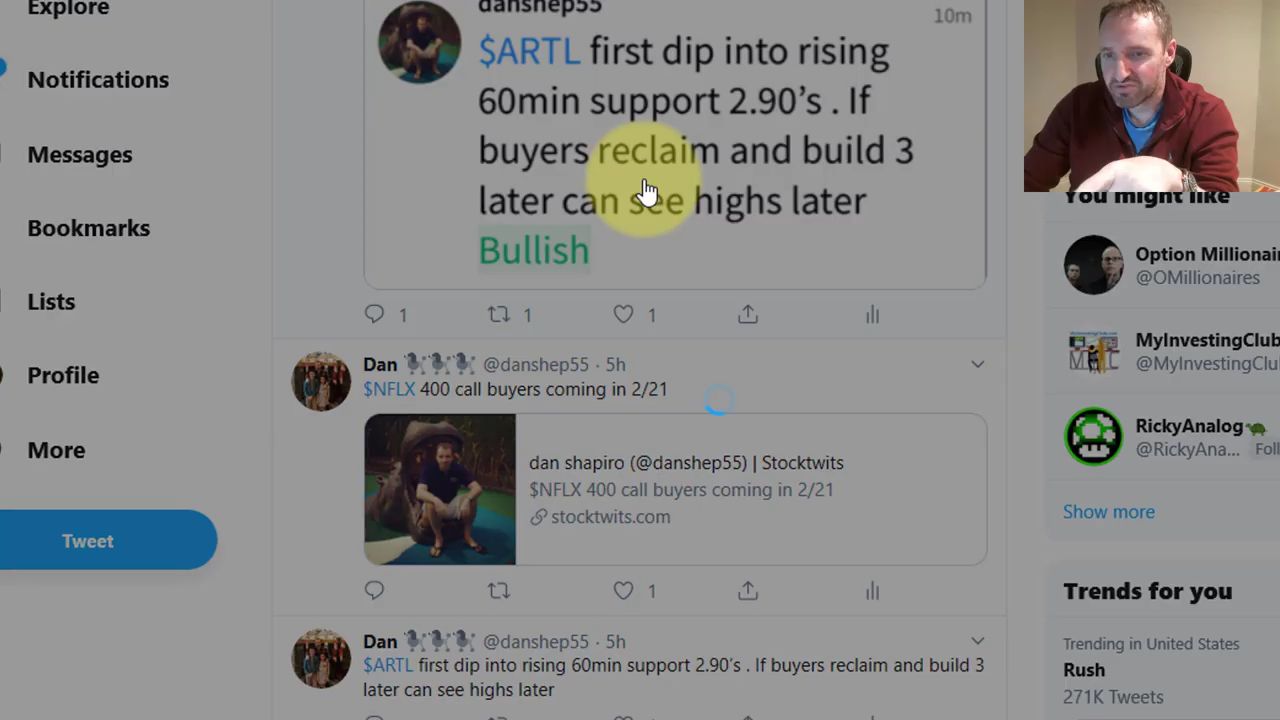 Explore
Notifications
Messages
Bookmarks
Lists
Profile
More
Tweet
danshep55
10m
$ARTL first dip into rising
60min support 2.90's . If
buyers reclaim and build 3
later can see highs later
Bullish
1
1
1
Dan @danshep55 · 5h
$NFLX 400 call buyers coming in 2/21
dan shapiro (@danshep55) | Stocktwits
$NFLX 400 call buyers coming in 2/21
stocktwits.com
1
Dan @danshep55 · 5h
$ARTL first dip into rising 60min support 2.90's . If buyers reclaim and build 3
later can see highs later
You might like
Option Millionai
@OMillionaires
MyInvestingClub
@MyInvestingClu
RickyAnalog
@RickyAna... Foll
Show more
Trends for you
Trending in United States
Rush
271K Tweets